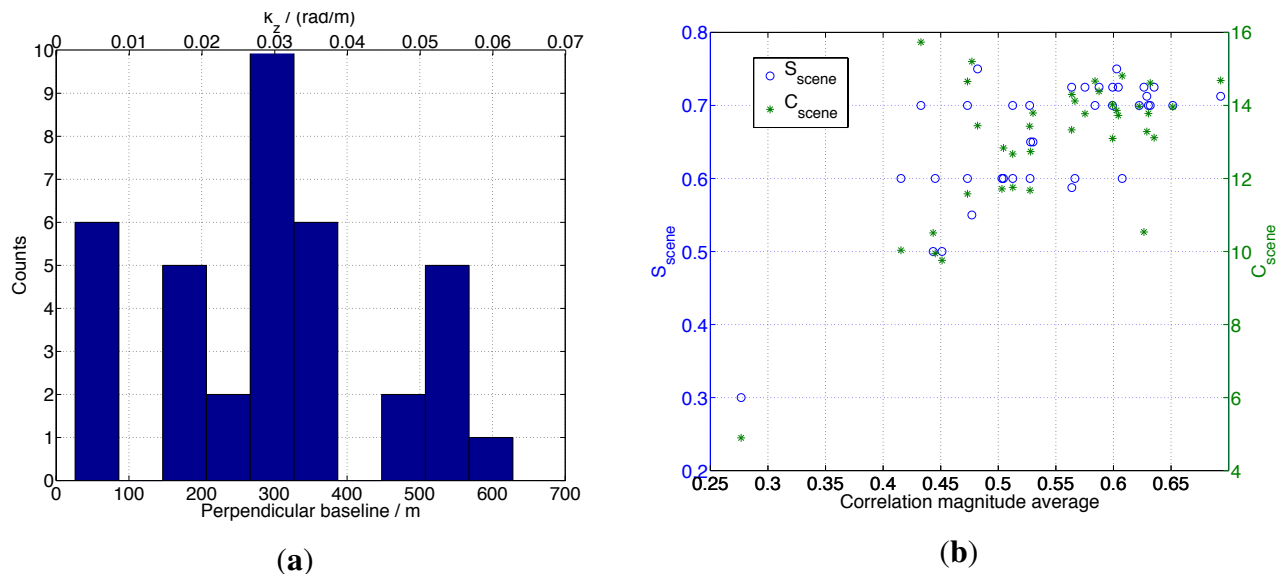 k_z / (rad/m)
0 0.01 0.02 0.03 0.04 0.05 0.06 0.07
10
9
8
7
6
5
4
3
2
1
0
Counts
0 100 200 300 400 500 600 700
Perpendicular baseline / m
(a)
0.8
0.7
0.6
0.5
0.4
0.3
0.2
S_scene
S_scene
C_scene
16
14
12
10
8
6
4
C_scene
0.25 0.3 0.35 0.4 0.45 0.5 0.55 0.6 0.65
Correlation magnitude average
(b)